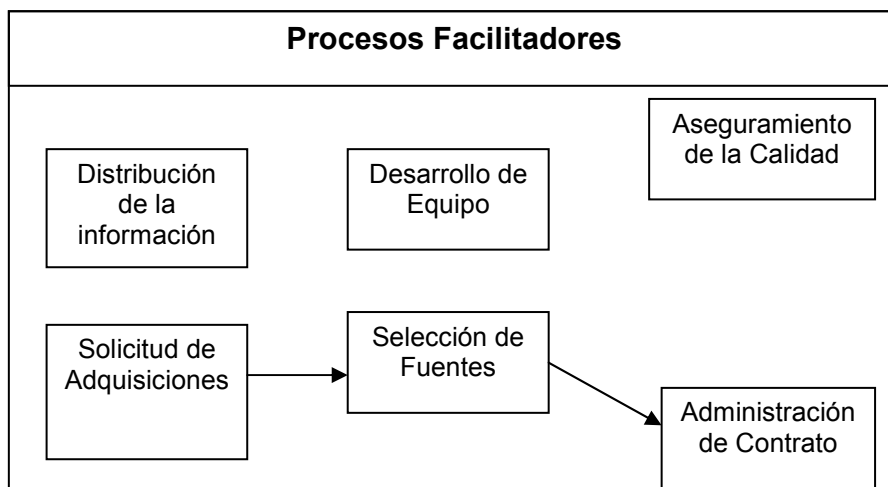 Procesos Facilitadores
Aseguramiento
de la Calidad
Distribución
de la
información
Desarrollo de
Equipo
Solicitud de
Adquisiciones
Selección de
Fuentes
Administración
de Contrato